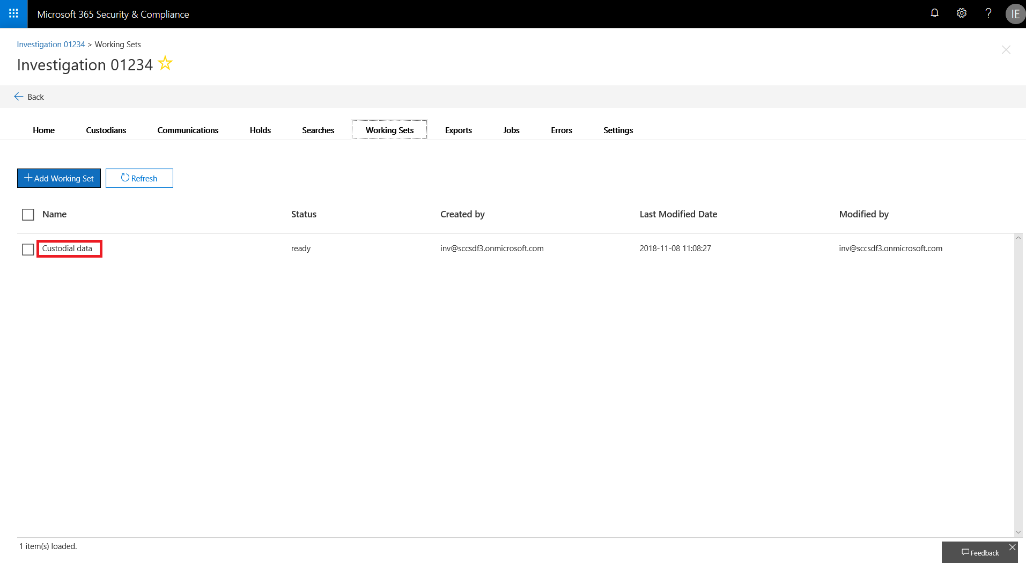 Microsoft 365 Security & Compliance ? IE
Investigation 01234 > Working Sets
Investigation 01234
Back
Home Custodians Communications Holds Searches Working Sets Exports Jobs Errors Settings
Add Working Set Refresh
Name Status Created by Last Modified Date Modified by
Custodial data ready inv@sccsdf3.onmicrosoft.com 2018-11-08 11:08:27 inv@sccsdf3.onmicrosoft.com
1 item(s) loaded.
Feedback